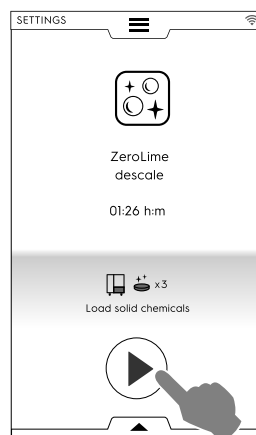 SETTINGS
ZeroLime
descale
01:26 h:m
x3
Load solid chemicals